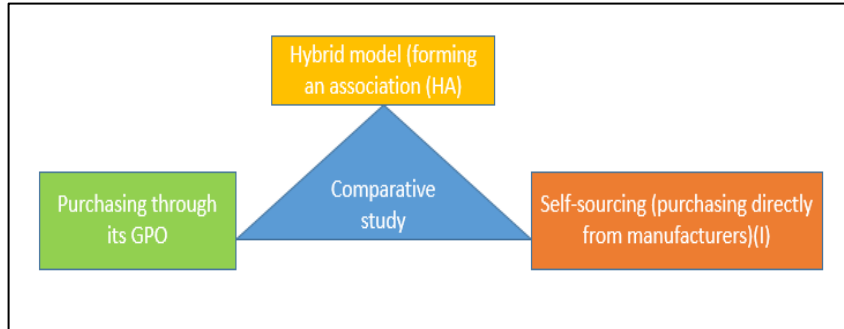 Hybrid model (forming
an association (HA)
Purchasing through
its GPO
Comparative
study
Self-sourcing (purchasing directly
from manufacturers)(I)